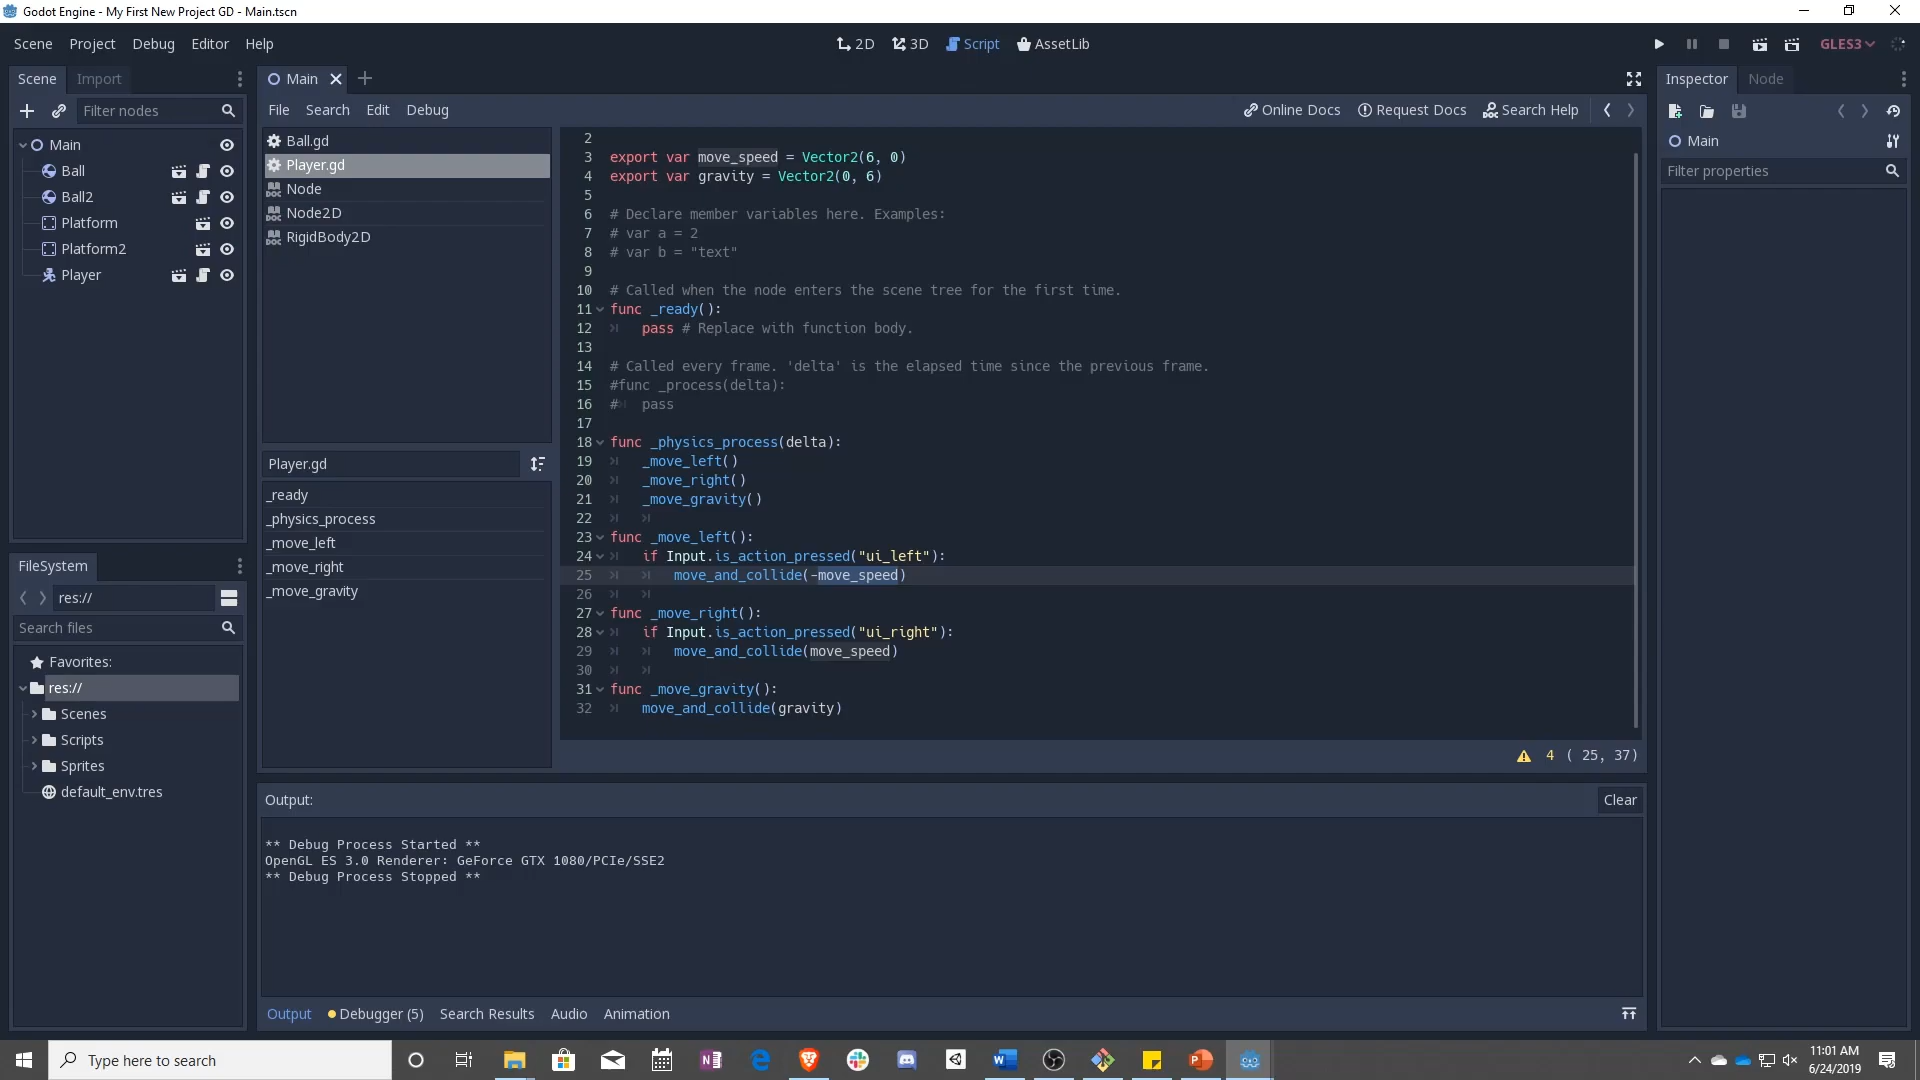 Godot Engine - My First New Project GD - Main.tscn
Scene Project Debug Editor Help
2D 3D Script AssetLib
GLES3
Scene Import
Filter nodes
Main
Ball
Ball2
Platform
Platform2
Player
FileSystem
res://
Search files
Favorites:
res://
Scenes
Scripts
Sprites
default_env.tres
Main
File Search Edit Debug
Online Docs Request Docs Search Help
Ball.gd
Player.gd
Node
Node2D
RigidBody2D
Player.gd
_ready
_physics_process
_move_left
_move_right
_move_gravity
2
3 export var move_speed = Vector2(6, 0)
4 export var gravity = Vector2(0, 6)
5
6 # Declare member variables here. Examples:
7 # var a = 2
8 # var b = "text"
9
10 # Called when the node enters the scene tree for the first time.
11 func _ready():
12 pass # Replace with function body.
13
14 # Called every frame. 'delta' is the elapsed time since the previous frame.
15 #func _process(delta):
16 # pass
17
18 func _physics_process(delta):
19 _move_left()
20 _move_right()
21 _move_gravity()
22
23 func _move_left():
24 if Input.is_action_pressed("ui_left"):
25 move_and_collide(-move_speed)
26
27 func _move_right():
28 if Input.is_action_pressed("ui_right"):
29 move_and_collide(move_speed)
30
31 func _move_gravity():
32 move_and_collide(gravity)
4 ( 25, 37)
Output:
Clear
** Debug Process Started **
OpenGL ES 3.0 Renderer: GeForce GTX 1080/PCIe/SSE2
** Debug Process Stopped **
Output Debugger (5) Search Results Audio Animation
Inspector Node
Main
Filter properties
Type here to search
11:01 AM
6/24/2019